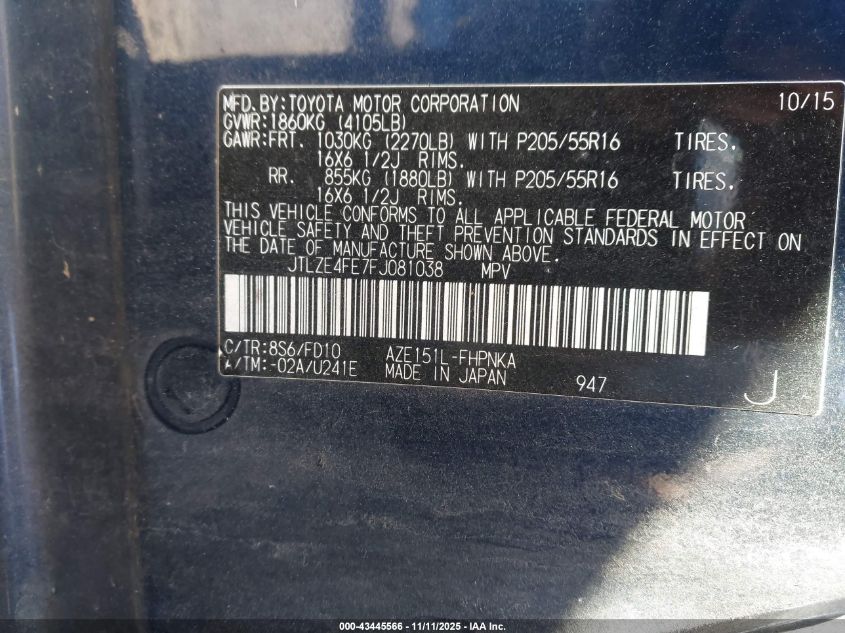 MFD.BY:TOYOTA MOTOR CORPORATION 10/15
GVWR:1860KG (4105LB)
GAWR:FRT. 1030KG (2270LB) WITH P205/55R16 TIRES,
16X6 1/2J RIMS.
RR. 855KG (1880LB) WITH P205/55R16 TIRES,
16X6 1/2J RIMS.
THIS VEHICLE CONFORMS TO ALL APPLICABLE FEDERAL MOTOR
VEHICLE SAFETY AND THEFT PREVENTION STANDARDS IN EFFECT ON
THE DATE OF MANUFACTURE SHOWN ABOVE.
JTLZE4FE7FJ081038 MPV
C/TR:8S6/FD10 AZE151L-FHPNKA
A/TM:-02A/U241E MADE IN JAPAN 947 J
000-43445566 - 11/11/2025 - IA Inc.